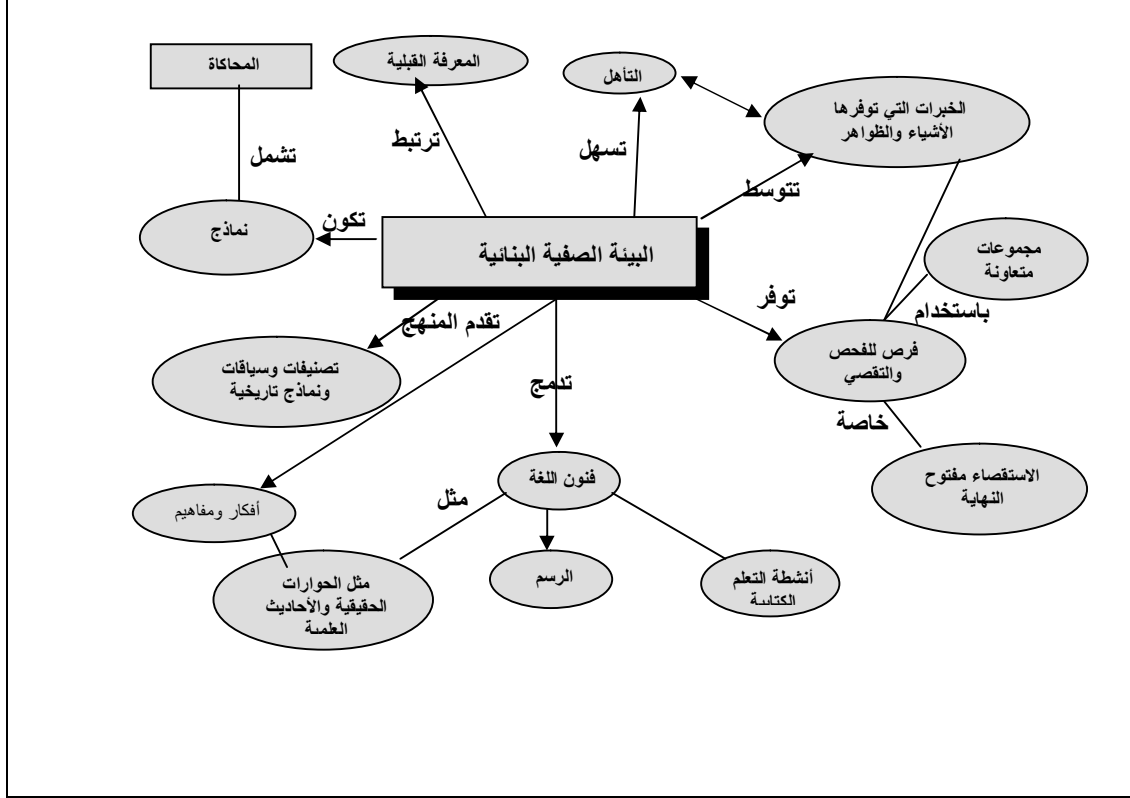 المحاكاة
المعرفة القبلية
التأهل
الخبرات التي توفرها
الأشياء والظواهر
تشمل
ترتبط
تسهل
تتوسط
نماذج
تكون
البيئة الصفية البنائية
مجموعات
متعاونة
توفر
باستخدام
تقدم المنهج
فرص للفحص
والتقصي
تصنيفات وسياقات
ونماذج تاريخية
تدمج
خاصة
الاستقصاء مفتوح
النهاية
فنون اللغة
مثل
أفكار ومفاهيم
مثل الحوارات
الحقيقية والأحاديث
العلمية
الرسم
أنشطة التعلم
الكتابية